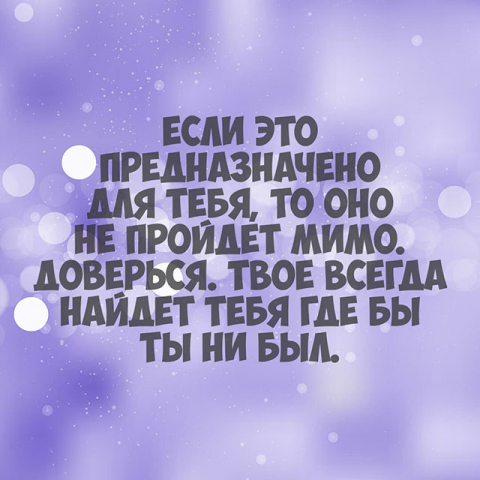 ЕСЛИ ЭТО
ПРЕДНАЗНАЧЕНО
ДЛЯ ТЕБЯ, ТО ОНО
НЕ ПРОЙДЕТ МИМО.
ДОВЕРЬСЯ. ТВОЕ ВСЕГДА
НАЙДЕТ ТЕБЯ ГДЕ БЫ
ТЫ НИ БЫЛ.